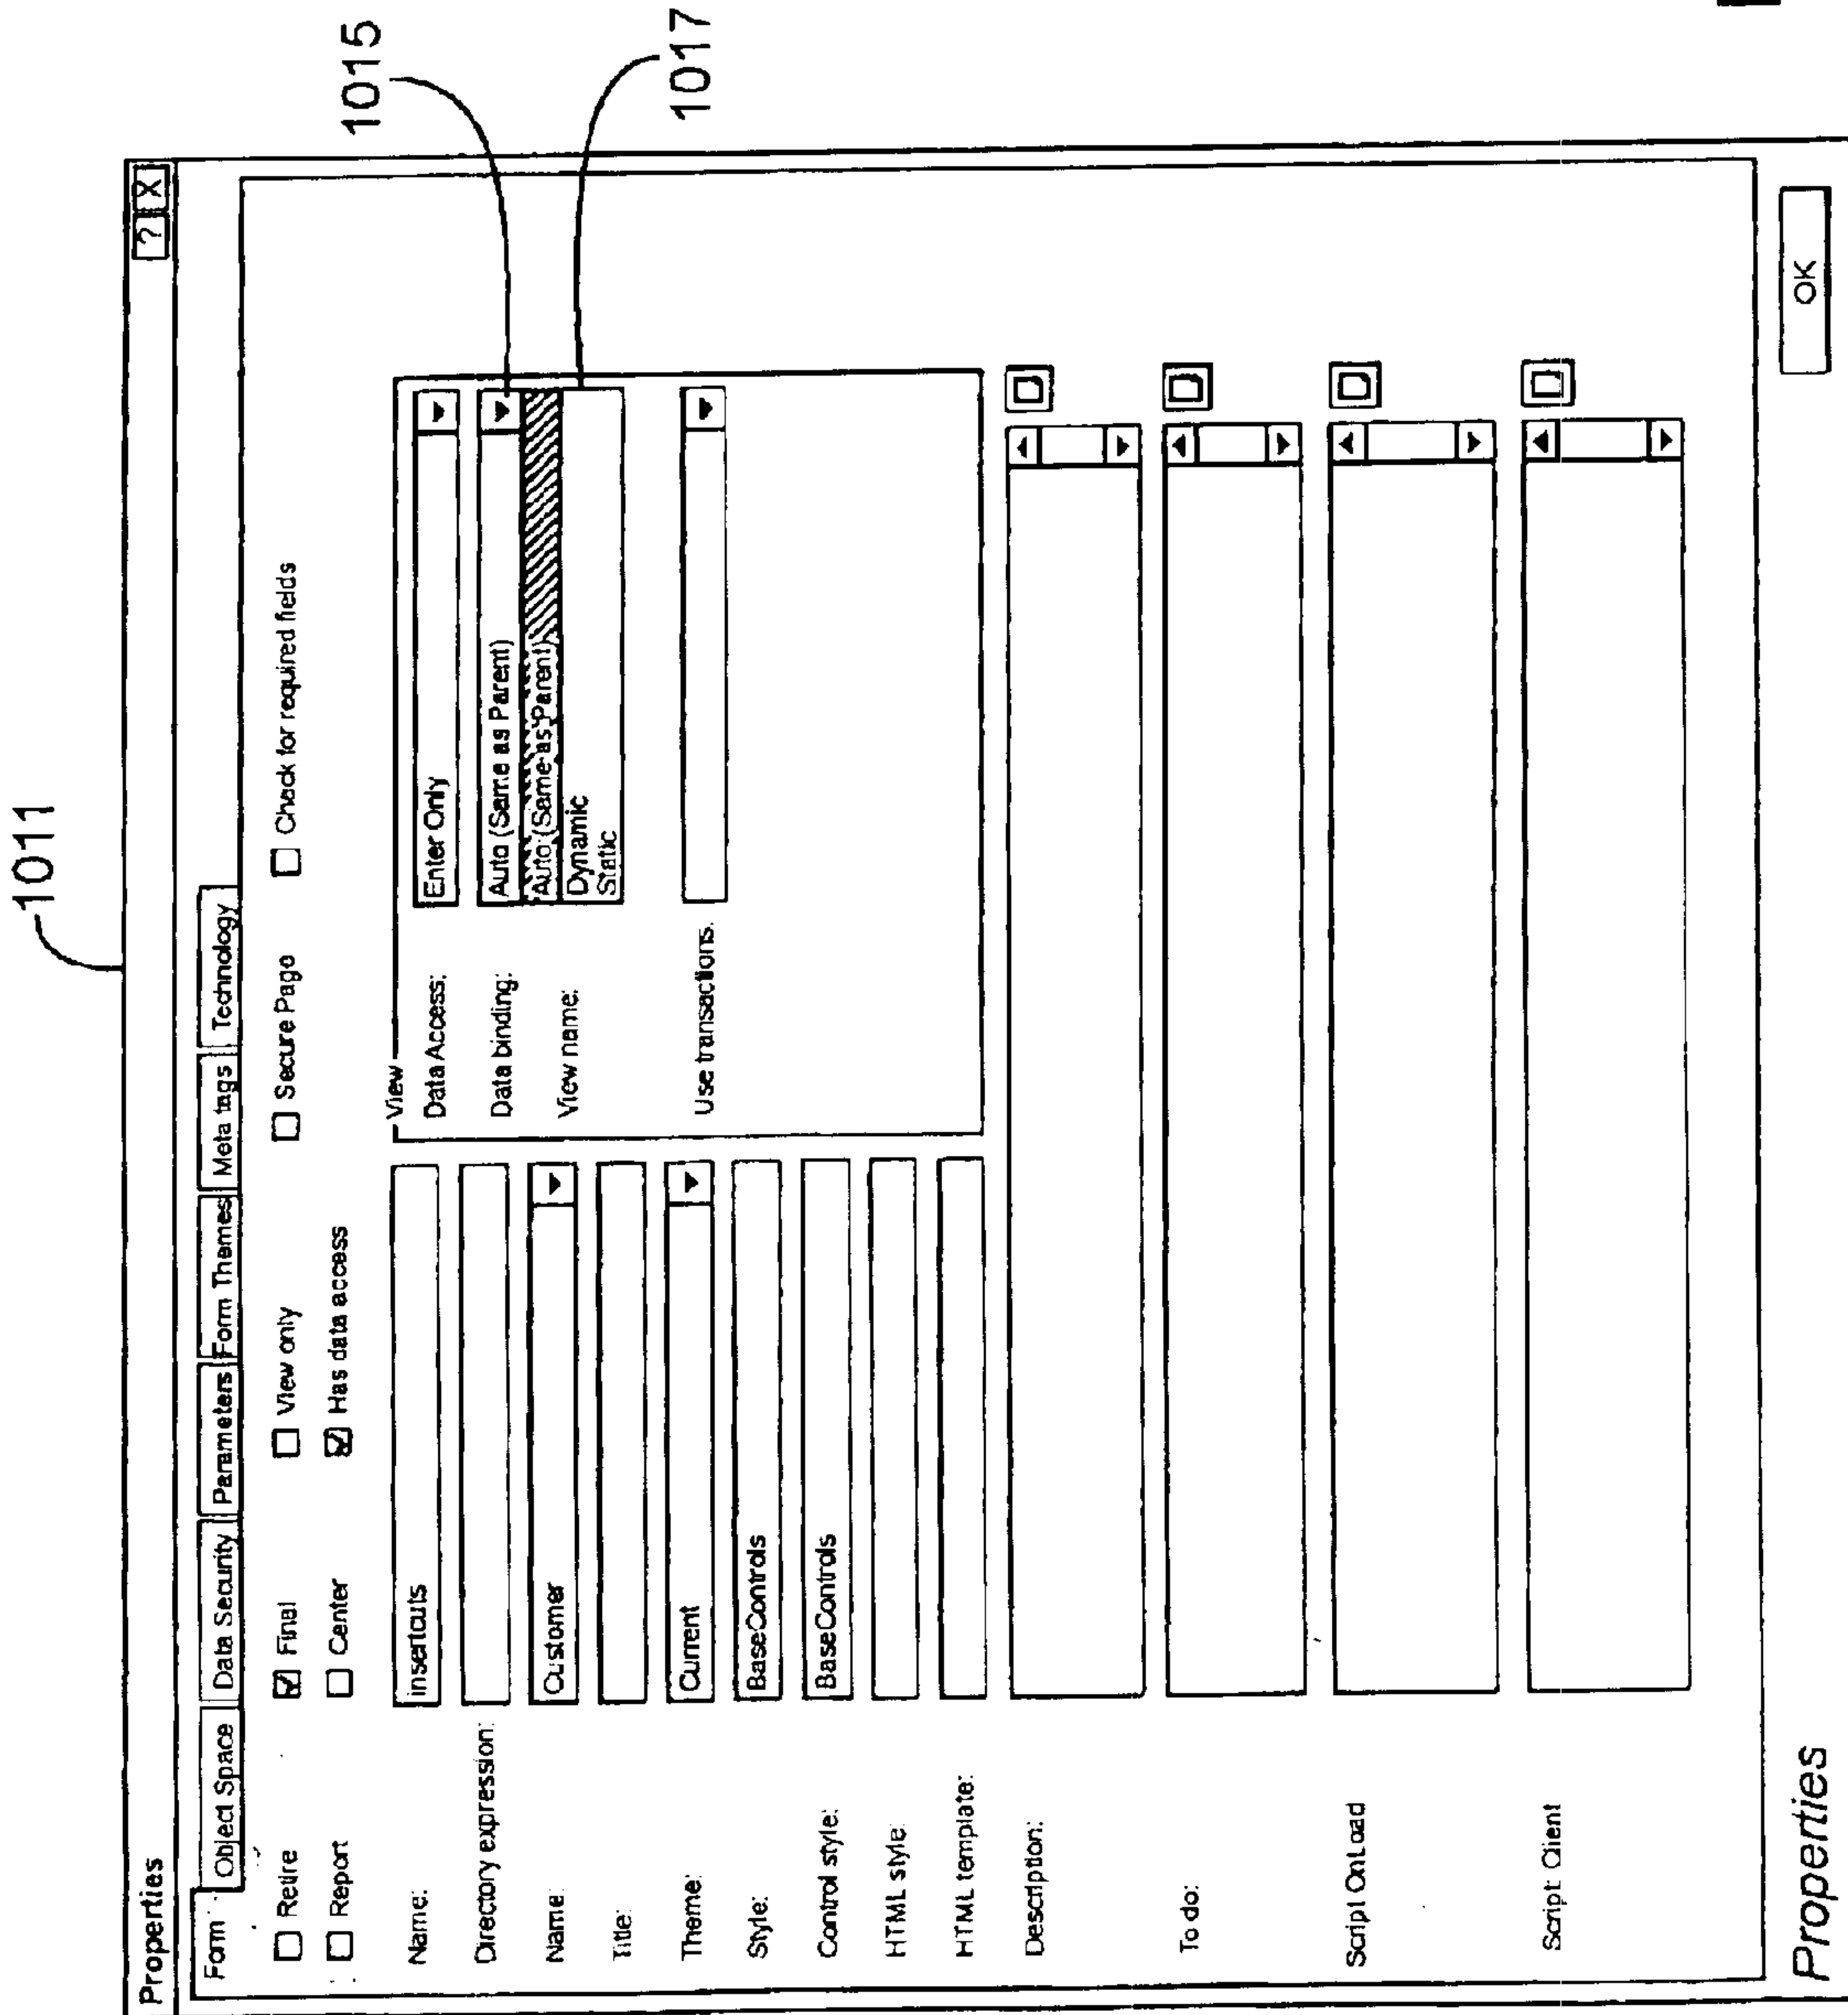 1011
Properties ? X
Form Object Space Data Security Parameters Form Themes Meta tags Technology
Retire Final View only Secure Page Check for required fields
Report Center Has data access
1015
1017
Name: insertcuts
Directory expression:
Name: Customer
Title:
Theme: Current
Style: BaseControls
Control style: BaseControls
HTML style:
HTML template:
View
Data Access: Enter Only
Data binding: Auto (Same as Parent)
Auto (Same as Parent)
View name: Dynamic
Static
Use transactions.
Description:
To do:
Script OnLoad
Script Client
Properties
OK